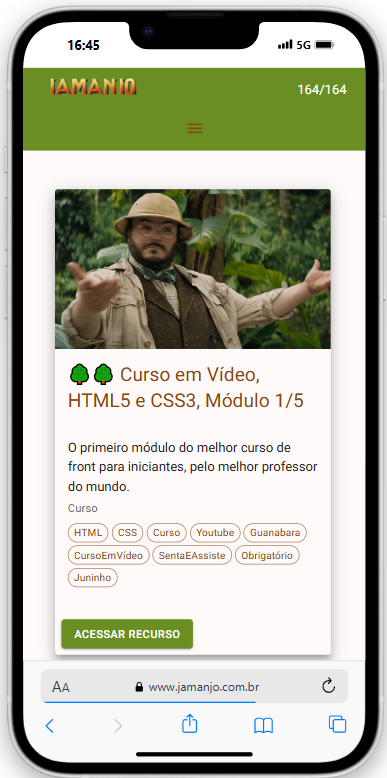 16:45
5G
JAMANJO
164/164
Curso em Vídeo,
HTML5 e CSS3, Módulo 1/5
O primeiro módulo do melhor curso de
front para iniciantes, pelo melhor professor
do mundo.
Curso
HTML CSS Curso Youtube Guanabara
CursoEmVídeo SentaEAssiste Obrigatório
Juninho
ACESSAR RECURSO
AA www.jamanjo.com.br